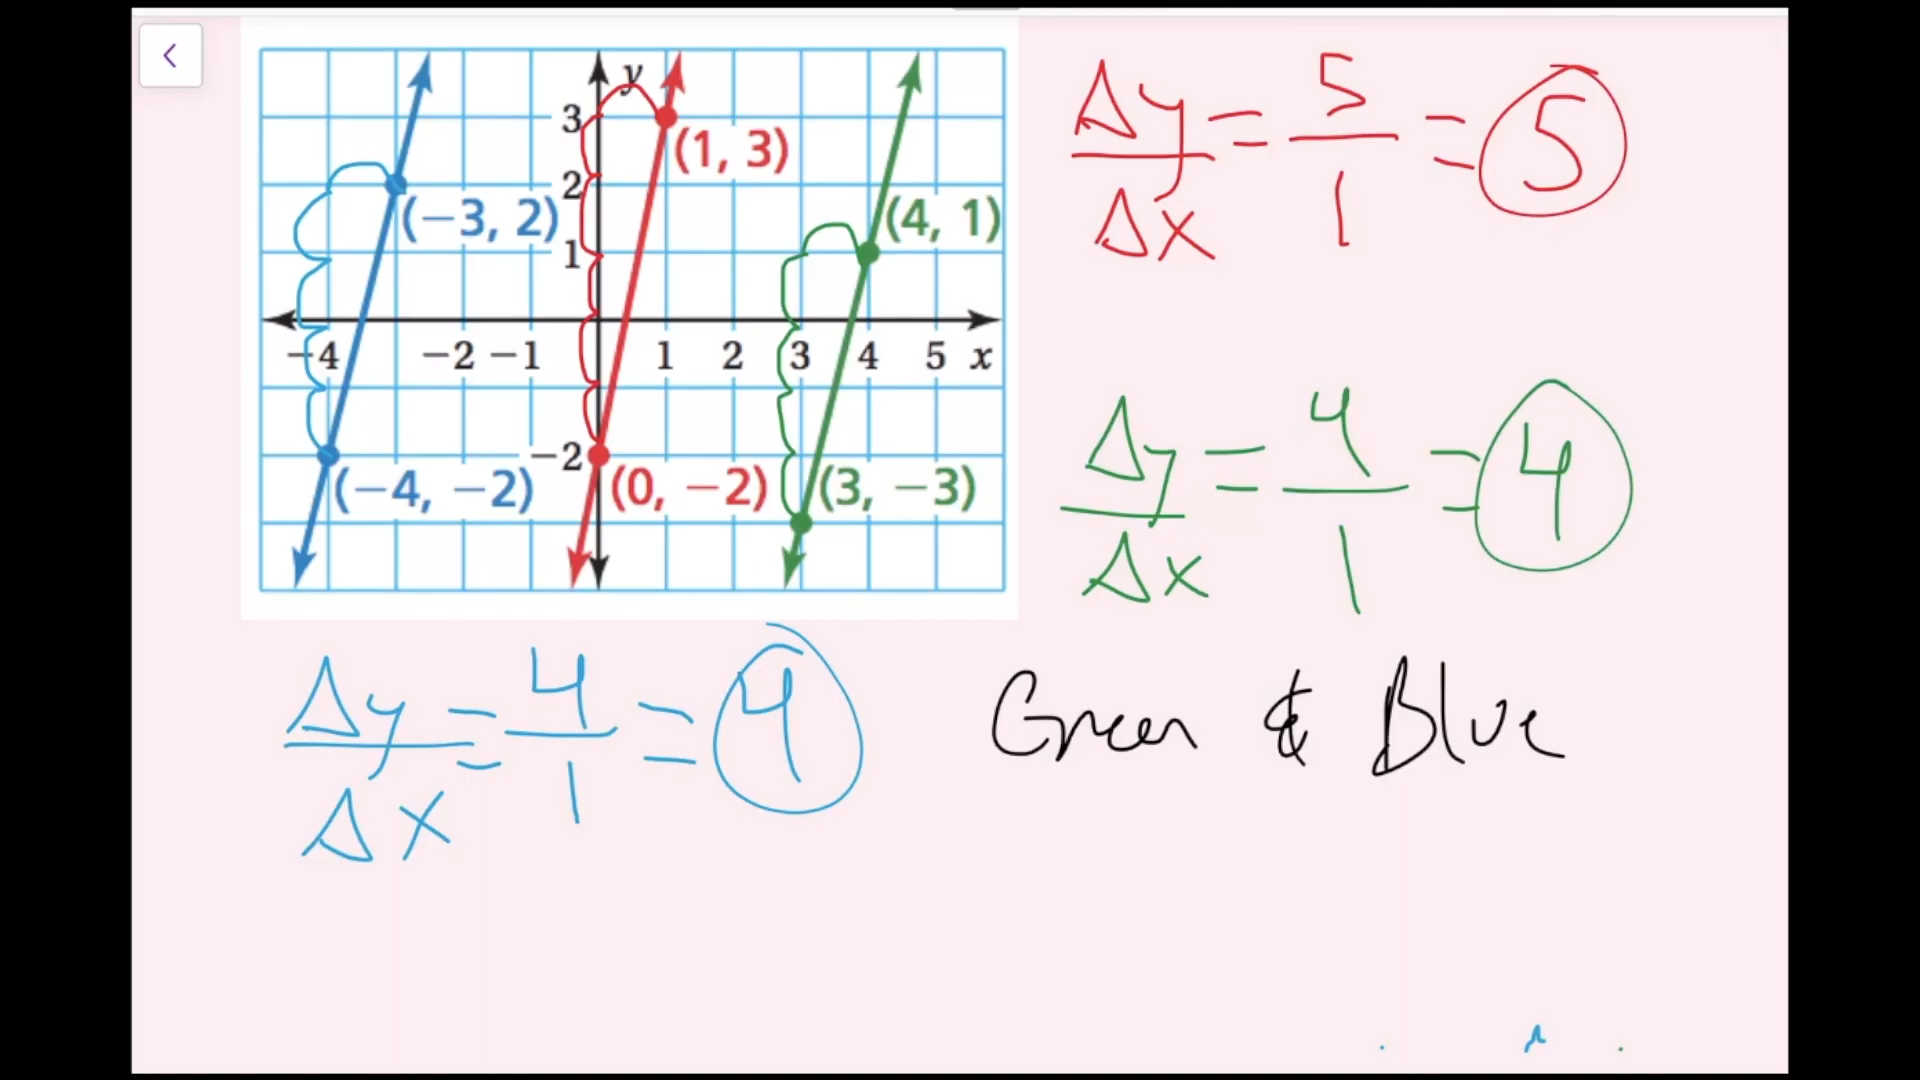 y
3
(1, 3)
2
(−3, 2)
(4, 1)
1
−4 −2 −1 1 2 3 4 5 x
−2
(−4, −2) (0, −2) (3, −3)
Δy/Δx = 5/1 = 5
Δy/Δx = 4/1 = 4
Δy/Δx = 4/1 = 4
Green & Blue